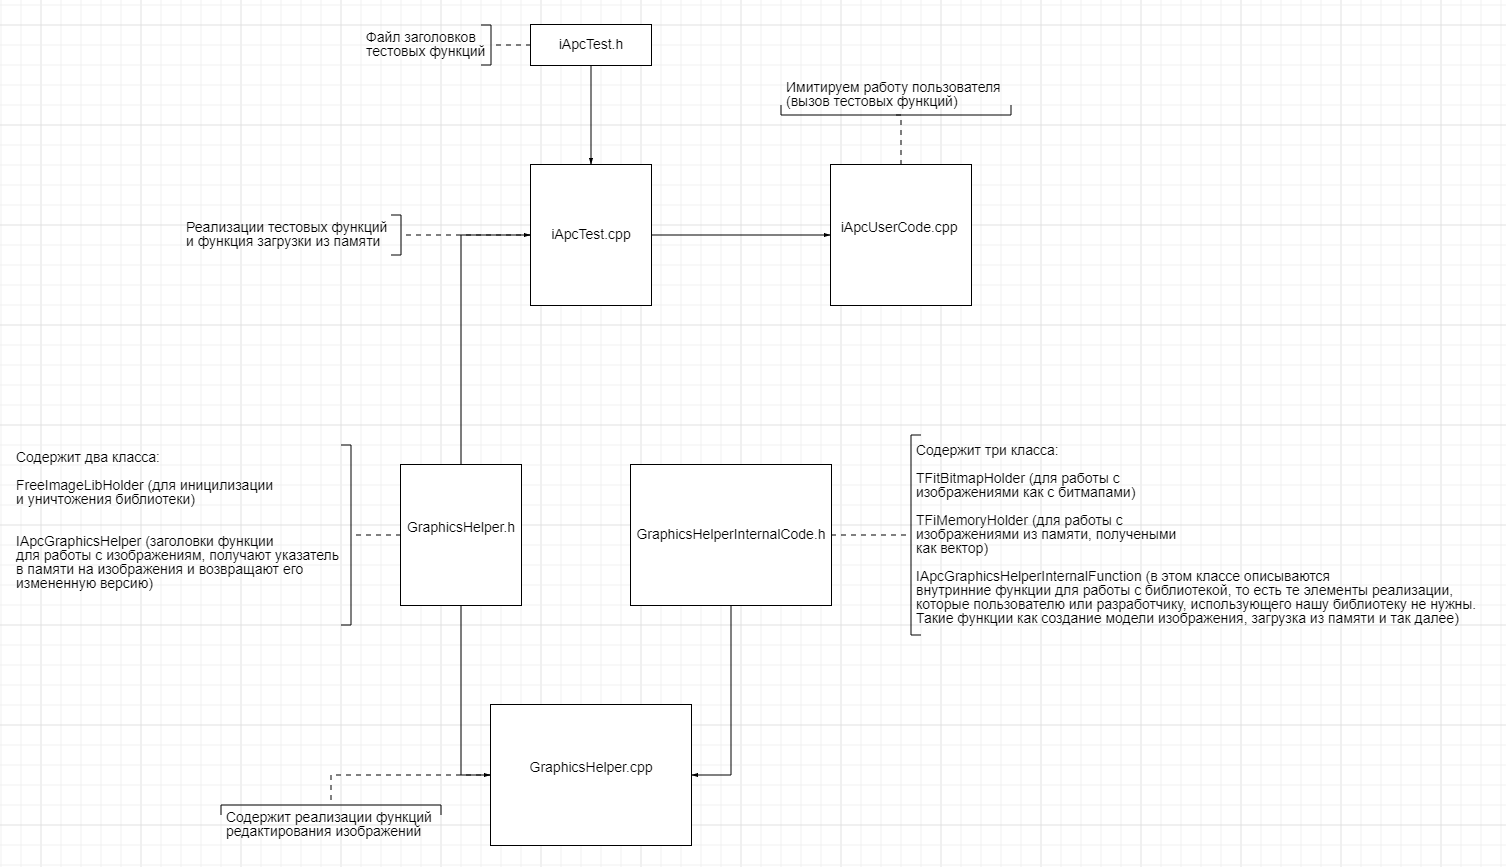 Файл заголовков
тестовых функций
iApcTest.h
Имитируем работу пользователя
(вызов тестовых функций)
Реализации тестовых функций
и функция загрузки из памяти
iApcTest.cpp
iApcUserCode.cpp
Содержит два класса:
FreeImageLibHolder (для иницилизации
и уничтожения библиотеки)
IApcGraphicsHelper (заголовки функции
для работы с изображениям, получают указатель
в памяти на изображения и возвращают его
измененную версию)
GraphicsHelper.h
GraphicsHelperInternalCode.h
Содержит три класса:
TFitBitmapHolder (для работы с
изображениями как с битмапами)
TFiMemoryHolder (для работы с
изображениями из памяти, получеными
как вектор)
IApcGraphicsHelperInternalFunction (в этом классе описываются
внутринние функции для работы с библиотекой, то есть те элементы реализации,
которые пользователю или разработчику, использующего нашу библиотеку не нужны.
Такие функции как создание модели изображения, загрузка из памяти и так далее)
GraphicsHelper.cpp
Содержит реализации функций
редактирования изображений